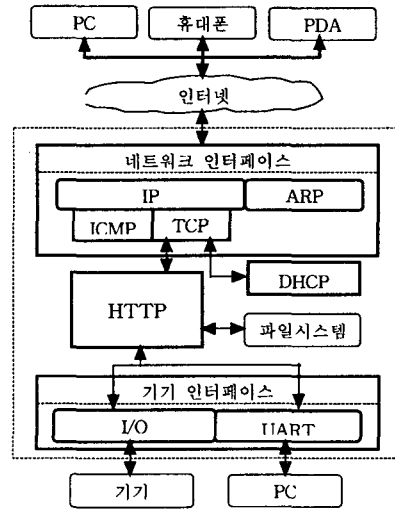 PC 휴대폰 PDA
인터넷
네트워크 인터페이스
IP ARP
ICMP TCP
DHCP
HTTP
파일시스템
기기 인터페이스
I/O UART
기기 PC